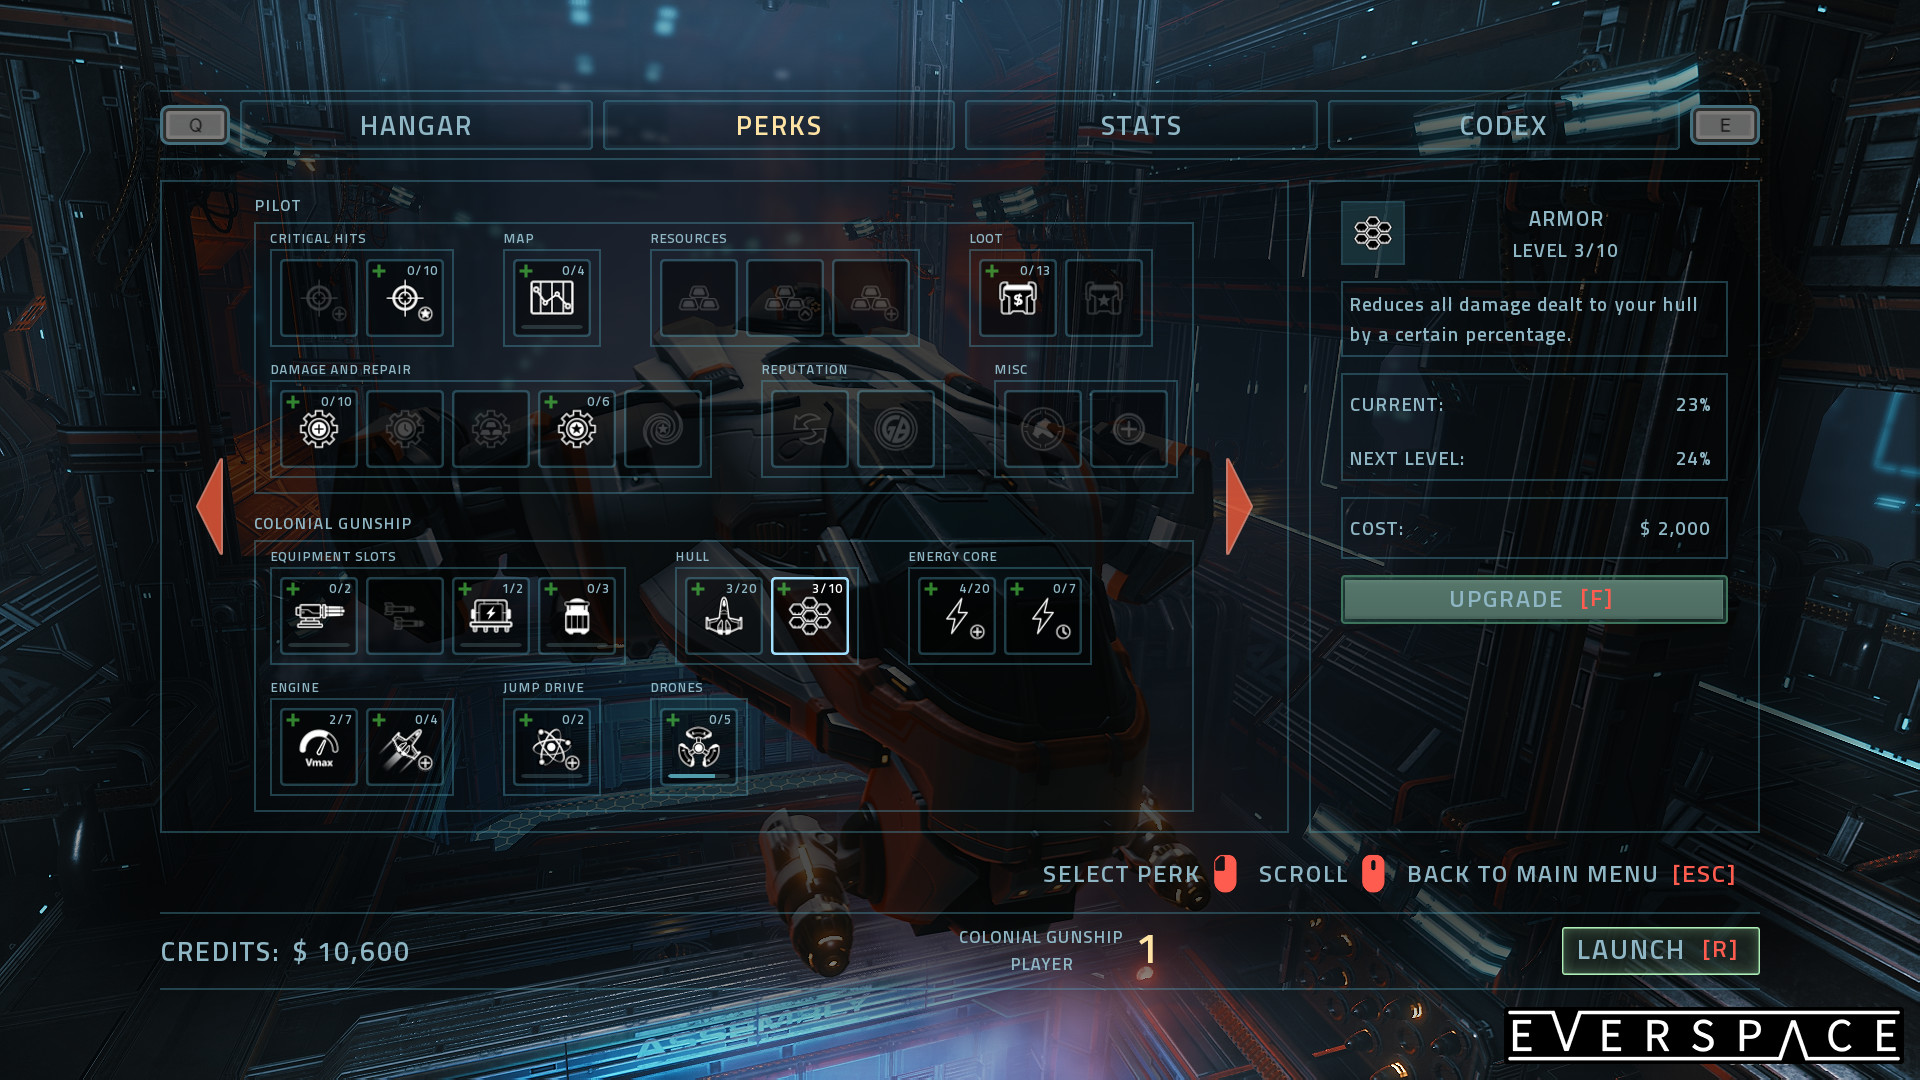 Q
HANGAR
PERKS
STATS
CODEX
E
PILOT
CRITICAL HITS
MAP
RESOURCES
LOOT
0/10
0/4
0/13
DAMAGE AND REPAIR
REPUTATION
MISC
0/10
0/6
COLONIAL GUNSHIP
EQUIPMENT SLOTS
HULL
ENERGY CORE
0/2
1/2
0/3
3/20
3/10
4/20
0/7
ENGINE
JUMP DRIVE
DRONES
2/7
Vmax
0/4
0/2
0/5
ARMOR
LEVEL 3/10
Reduces all damage dealt to your hull
by a certain percentage.
CURRENT: 23%
NEXT LEVEL: 24%
COST: $ 2,000
UPGRADE [F]
SELECT PERK SCROLL BACK TO MAIN MENU [ESC]
CREDITS: $ 10,600
COLONIAL GUNSHIP
PLAYER
1
LAUNCH [R]
ASSEMBLY
EVERSPACE